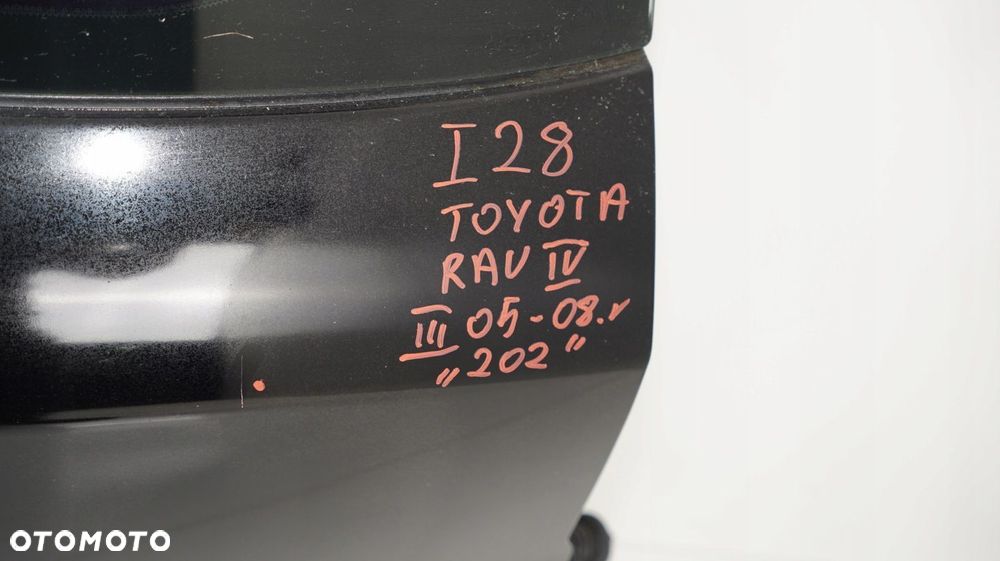 I28
TOYOTA
RAV IV
III 05-08.r
„202”
OTOMOTO